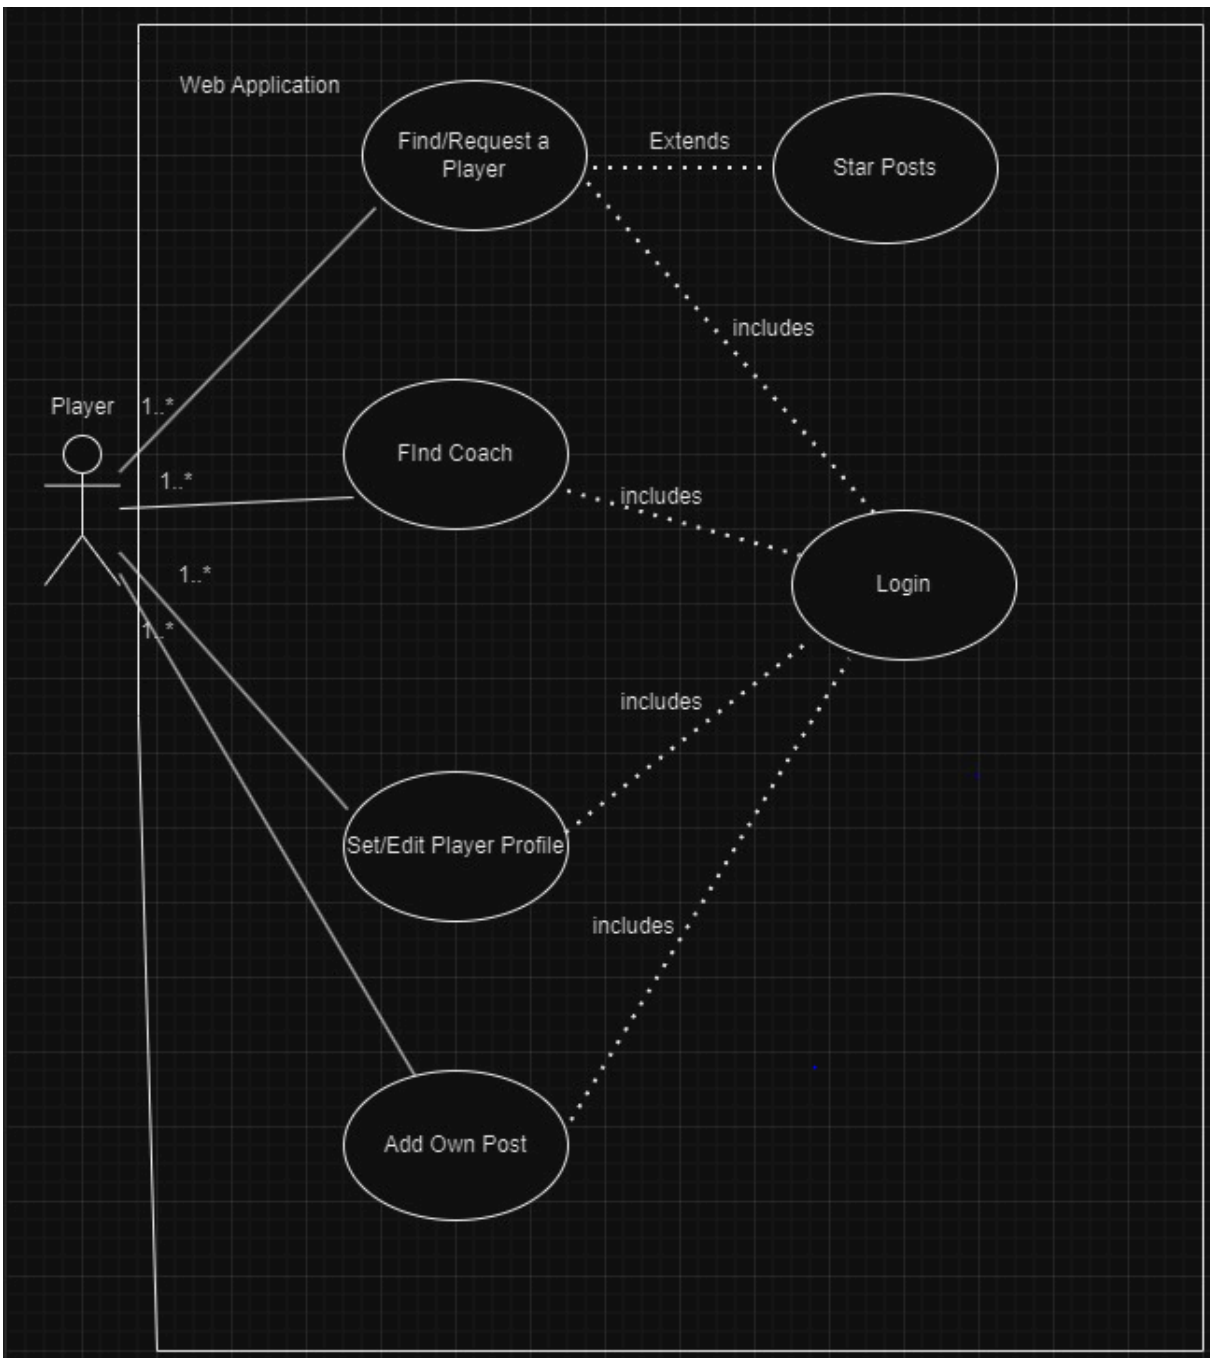 Web Application
Find/Request a
Player
Extends
Star Posts
includes
Player
1..*
FInd Coach
1..*
includes
1..*
Login
1..*
includes
Set/Edit Player Profile
includes
Add Own Post